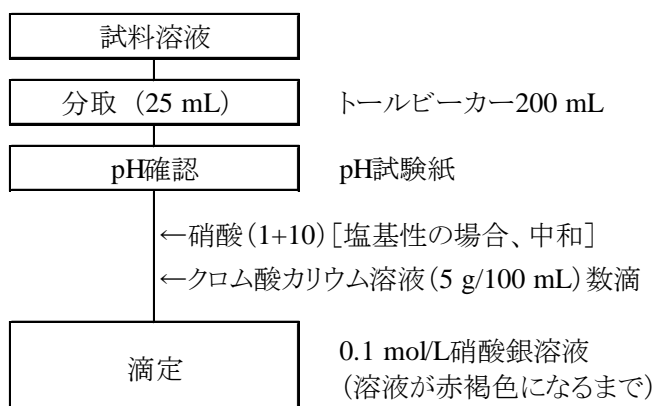 試料溶液
分取（25 mL） トールビーカー200 mL
pH確認 pH試験紙
←硝酸（1+10）［塩基性の場合、中和］
←クロム酸カリウム溶液（5 g/100 mL）数滴
滴定 0.1 mol/L硝酸銀溶液
（溶液が赤褐色になるまで）